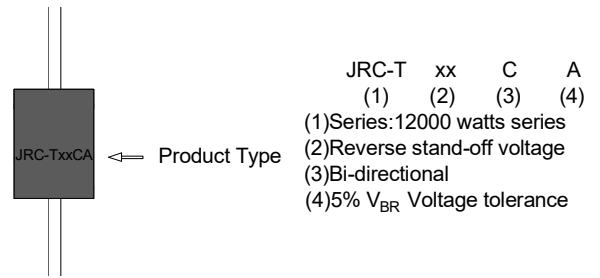 JRC-TxxCA
Product Type
JRC-T xx C A
(1) (2) (3) (4)
(1)Series:12000 watts series
(2)Reverse stand-off voltage
(3)Bi-directional
(4)5% VBR Voltage tolerance